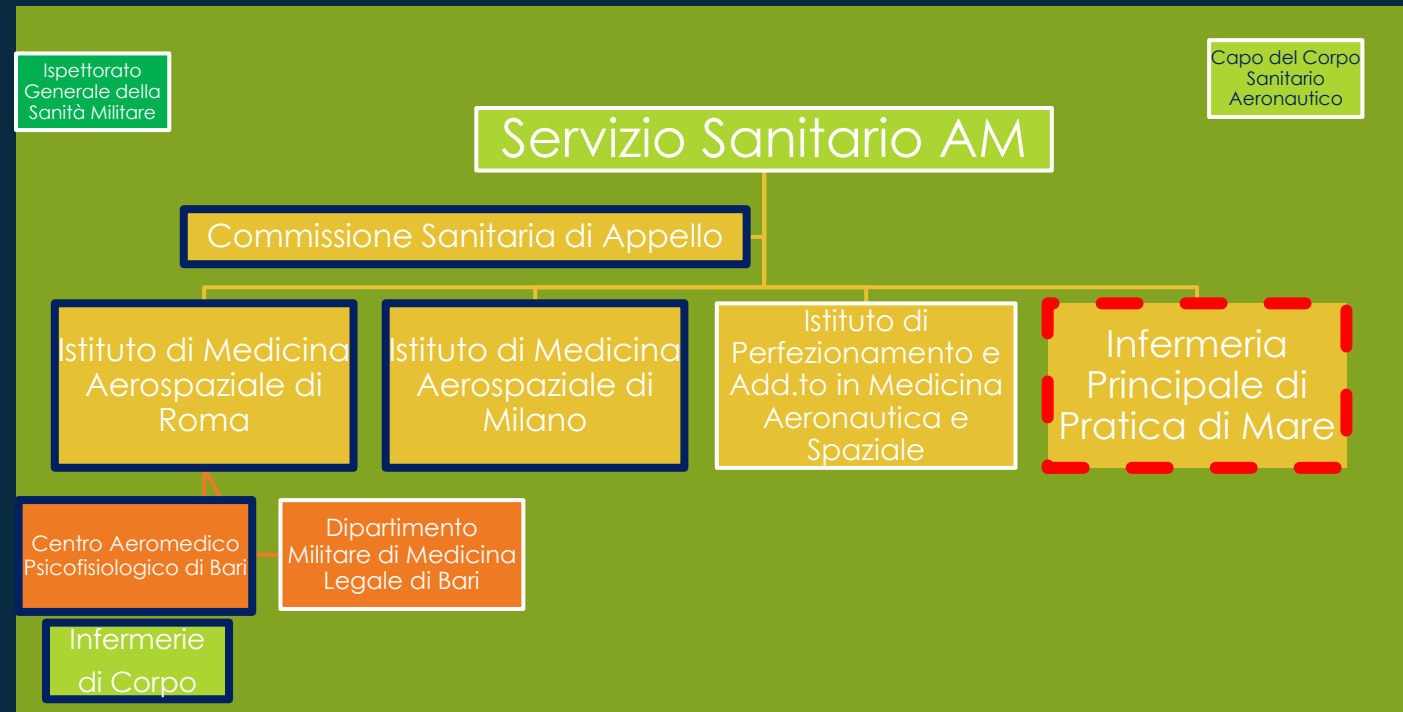 Ispettorato
Generale della
Sanità Militare
Capo del Corpo
Sanitario
Aeronautico
Servizio Sanitario AM
Commissione Sanitaria di Appello
Istituto di Medicina
Aerospaziale di
Roma
Istituto di Medicina
Aerospaziale di
Milano
Istituto di
Perfezionamento e
Add.to in Medicina
Aeronautica e
Spaziale
Infermeria
Principale di
Pratica di Mare
Centro Aeromedico
Psicofisiologico di Bari
Dipartimento
Militare di Medicina
Legale di Bari
Infermerie
di Corpo